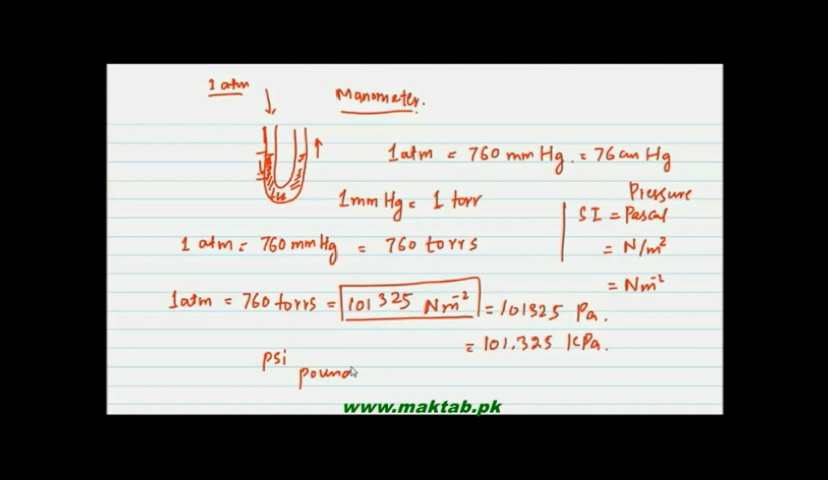 1 atm
Manometer.
1 atm = 760 mm Hg. = 76 cm Hg
1 mm Hg = 1 torr
Pressure
SI = Pascal
= N/m²
= Nm⁻²
1 atm = 760 mm Hg = 760 torrs
1 atm = 760 torrs = 101325 Nm⁻² = 101325 Pa.
= 101.325 kPa.
psi
pound
www.maktab.pk